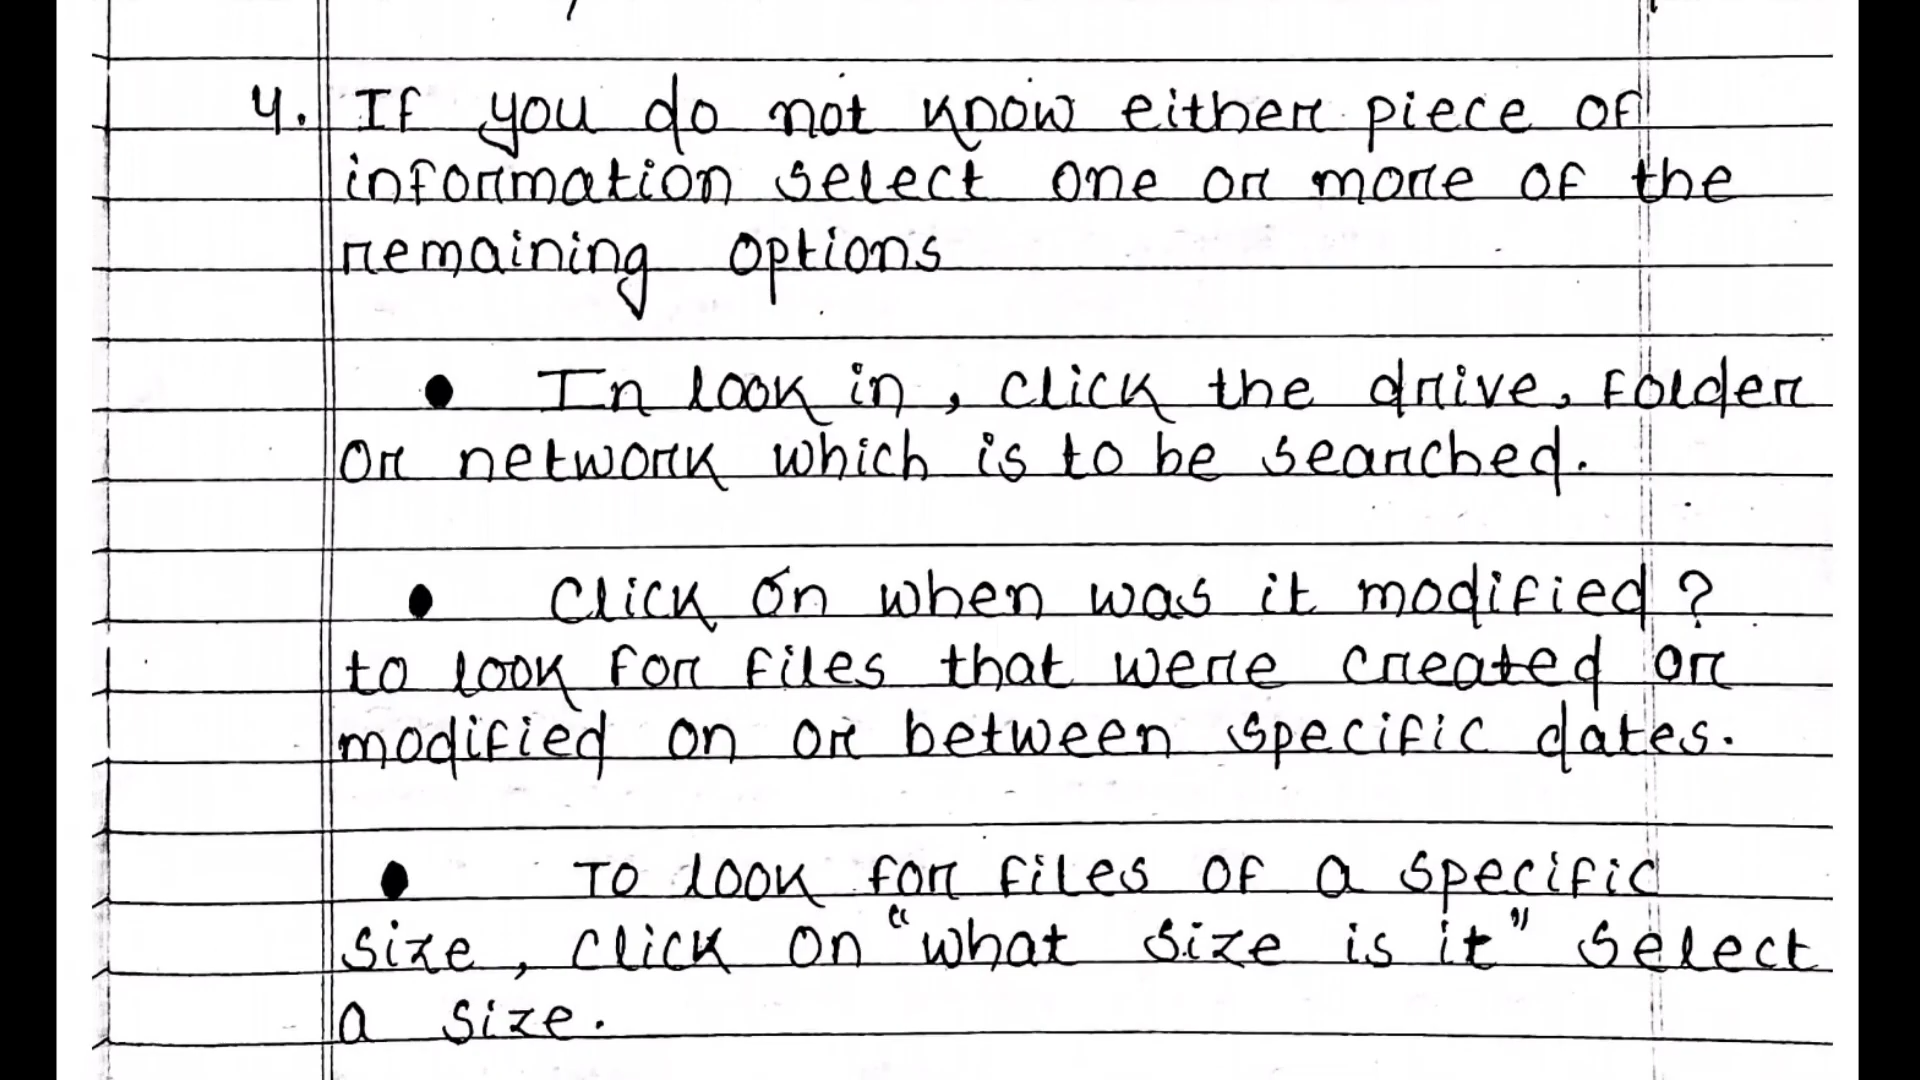 4. If you do not know either piece of
information select one or more of the
remaining options
• In look in, click the drive, folder
or network which is to be searched.
• Click on when was it modified?
to look for files that were created or
modified on or between specific dates.
• To look for files of a specific
size, click on "what size is it" select
a size.